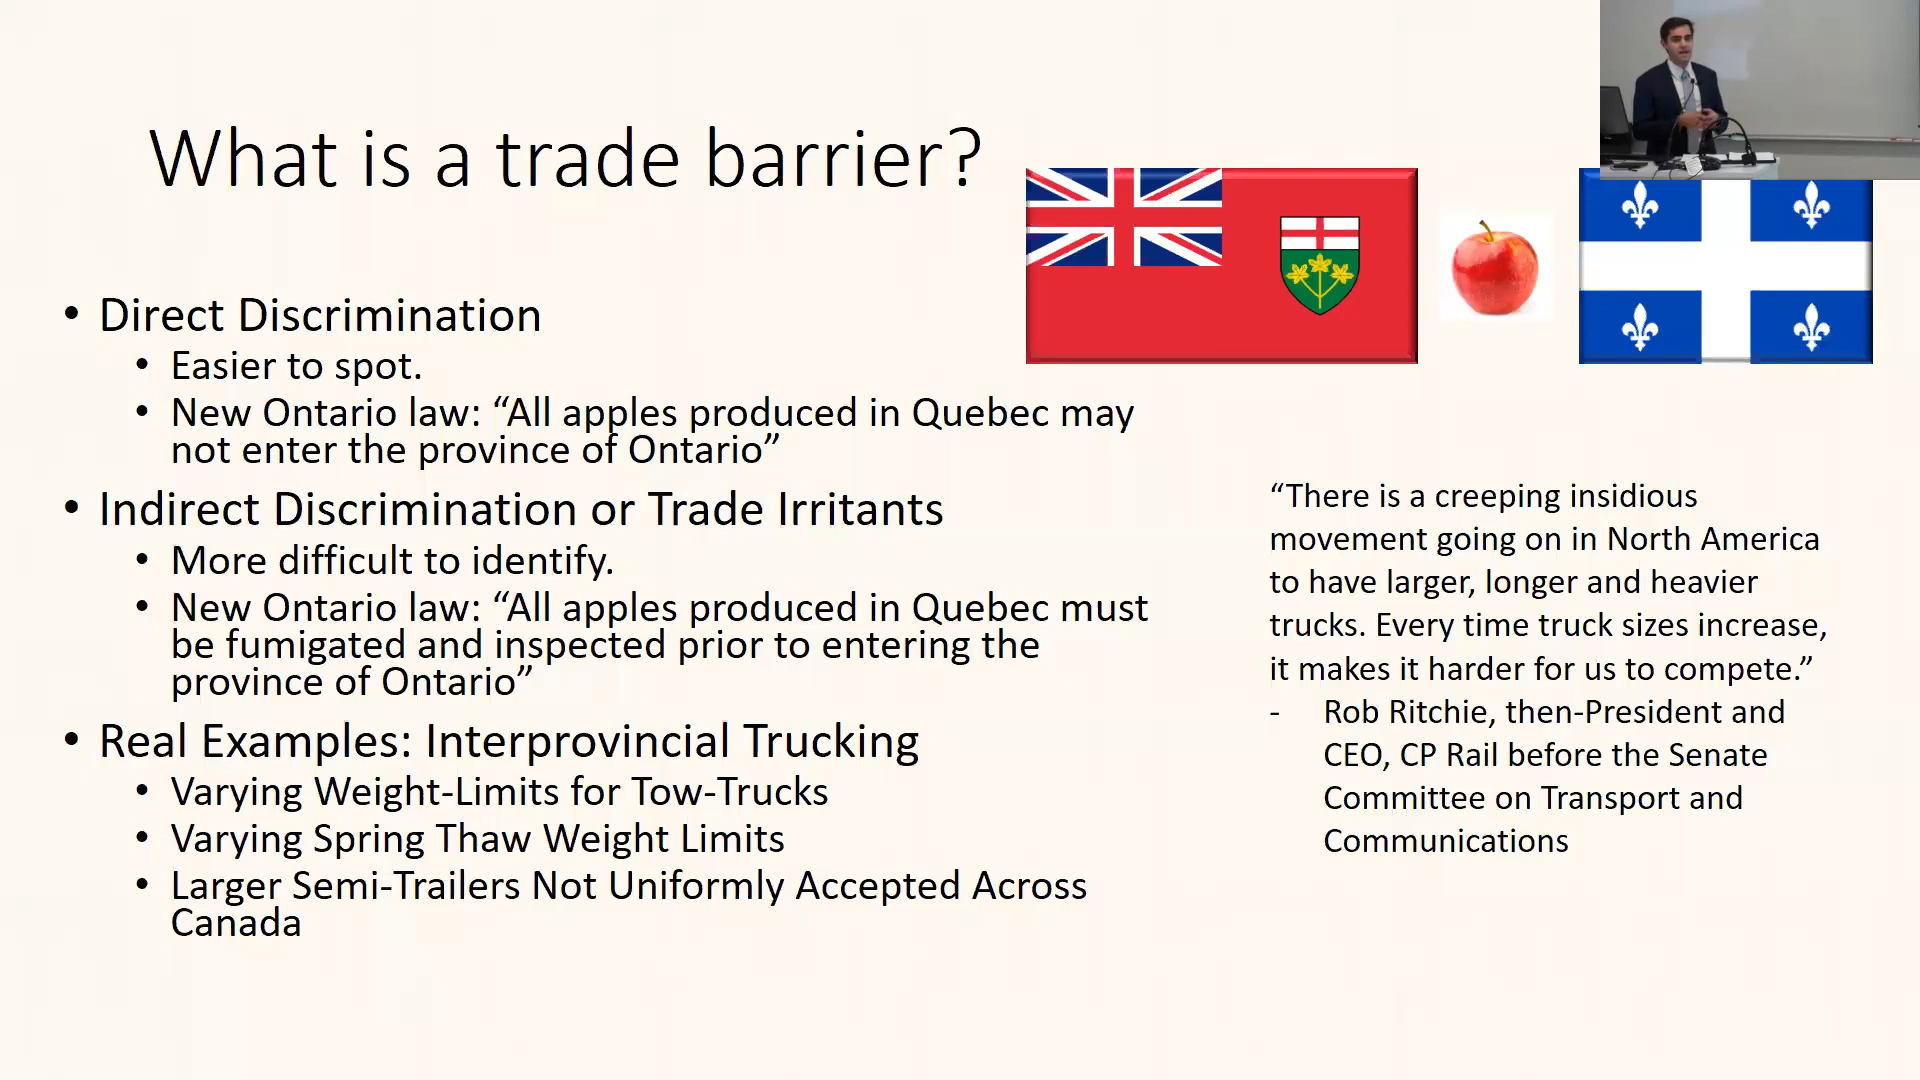 What is a trade barrier?
• Direct Discrimination
• Easier to spot.
• New Ontario law: “All apples produced in Quebec may
not enter the province of Ontario”
• Indirect Discrimination or Trade Irritants
• More difficult to identify.
• New Ontario law: “All apples produced in Quebec must
be fumigated and inspected prior to entering the
province of Ontario”
• Real Examples: Interprovincial Trucking
• Varying Weight-Limits for Tow-Trucks
• Varying Spring Thaw Weight Limits
• Larger Semi-Trailers Not Uniformly Accepted Across
Canada
“There is a creeping insidious
movement going on in North America
to have larger, longer and heavier
trucks. Every time truck sizes increase,
it makes it harder for us to compete.”
- Rob Ritchie, then-President and
CEO, CP Rail before the Senate
Committee on Transport and
Communications